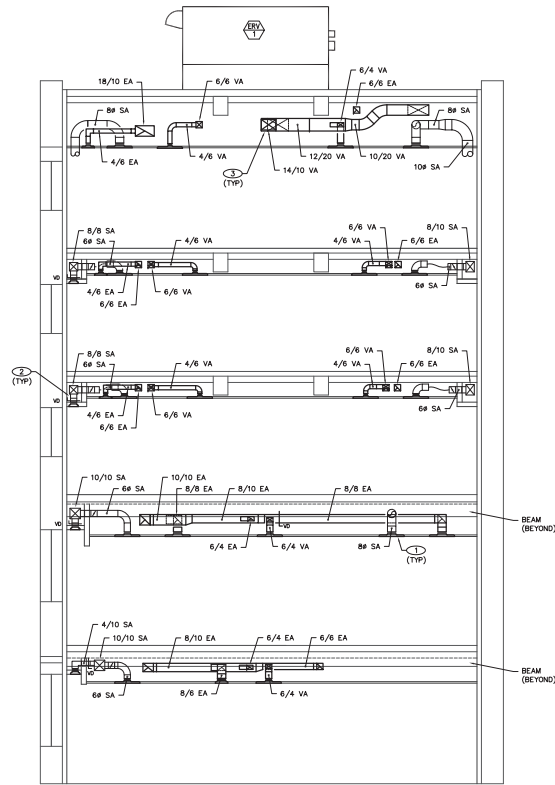 ERV
1
18/10 EA
6/6 VA
6/4 VA
6/6 EA
8ø SA
8ø SA
4/6 EA
4/6 VA
12/20 VA
10/20 VA
10ø SA
3
(TYP)
14/10 VA
8/8 SA
6ø SA
4/6 VA
6/6 VA
4/6 VA
6/6 EA
8/10 SA
VD
4/6 EA
6/6 EA
6/6 VA
6ø SA
8/8 SA
6ø SA
4/6 VA
6/6 VA
4/6 VA
6/6 EA
8/10 SA
2
(TYP)
VD
4/6 EA
6/6 EA
6/6 VA
6ø SA
10/10 SA
6ø SA
10/10 EA
8/8 EA
8/10 EA
8/8 EA
VD
VD
BEAM
(BEYOND)
6/4 EA
6/4 VA
8ø SA
1
(TYP)
4/10 SA
10/10 SA
8/10 EA
6/4 EA
6/6 EA
VD
BEAM
(BEYOND)
6ø SA
8/6 EA
6/4 VA